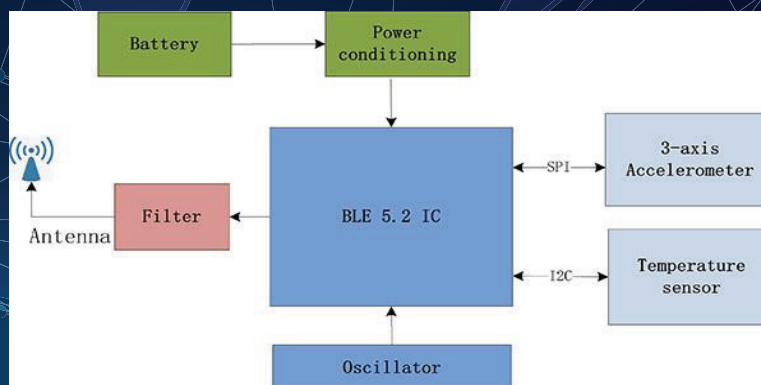 Battery
Power
conditioning
3-axis
Accelerometer
SPI
BLE 5.2 IC
Filter
Antenna
I2C
Temperature
sensor
Oscillator